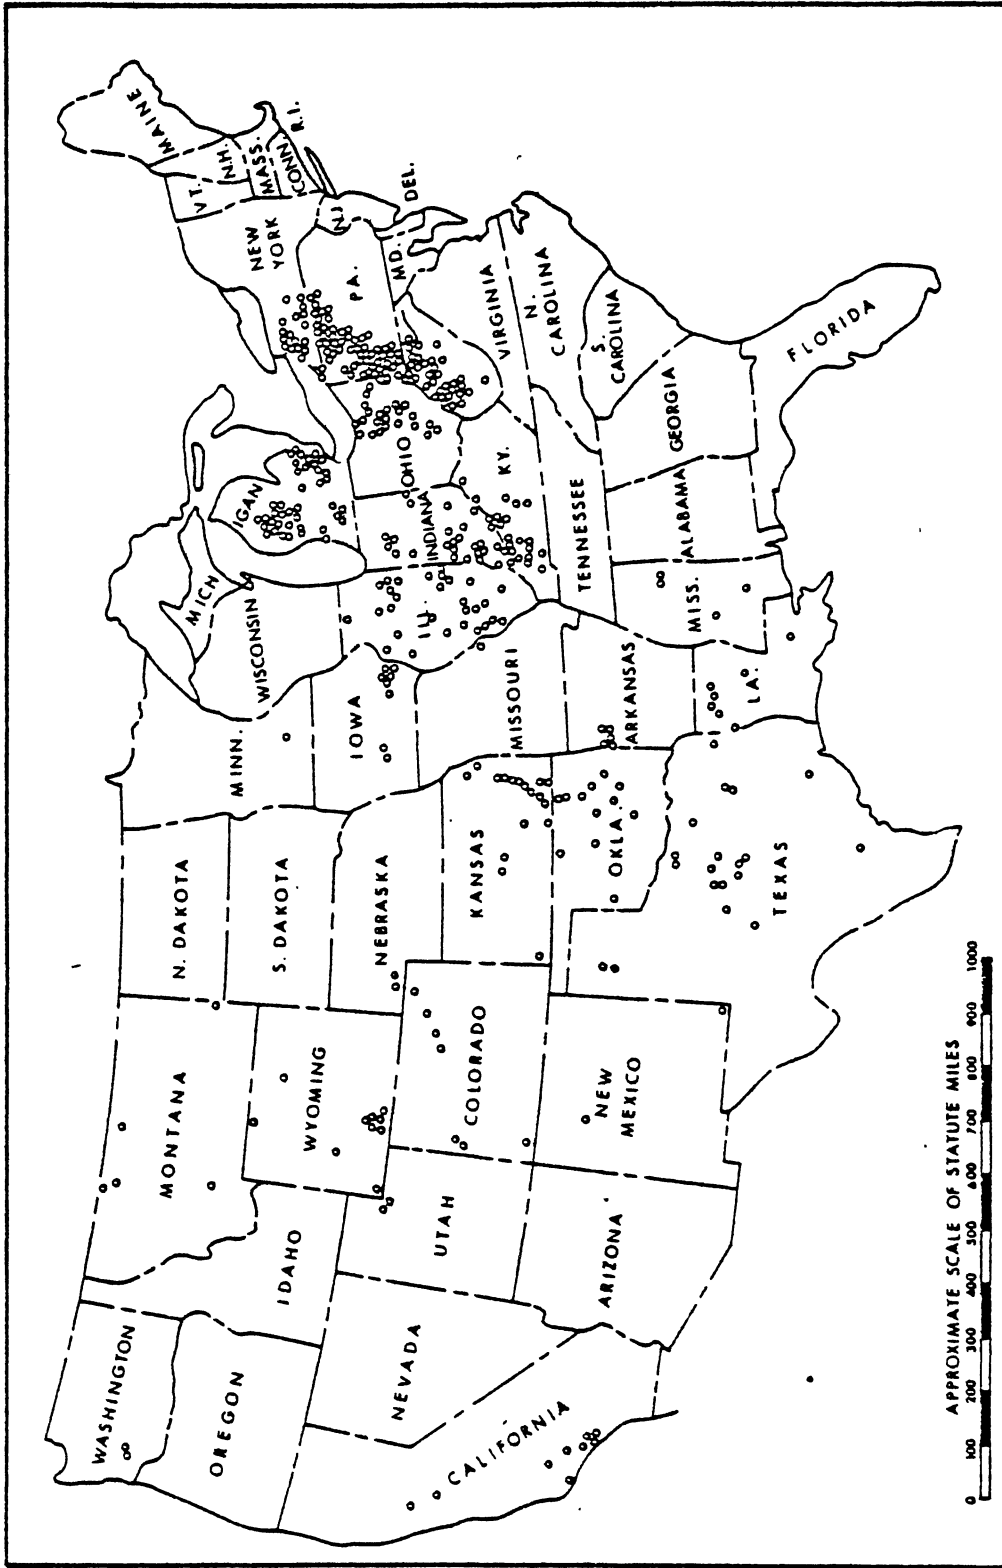 WASHINGTON
OREGON
CALIFORNIA
NEVADA
IDAHO
MONTANA
WYOMING
UTAH
ARIZONA
COLORADO
NEW
MEXICO
N. DAKOTA
S. DAKOTA
NEBRASKA
KANSAS
OKLA.
TEXAS
MINN.
IOWA
MISSOURI
ARKANSAS
LA.
WISCONSIN
MICH
IGAN
ILL
INDIANA
OHIO
KY.
TENNESSEE
MISS.
ALABAMA
GEORGIA
FLORIDA
S.
CAROLINA
N.
CAROLINA
VIRGINIA
MD.
DEL.
PA.
N.J.
NEW
YORK
CONN.
R.I.
MASS.
VT.
N.H.
MAINE
APPROXIMATE SCALE OF STATUTE MILES
0 100 200 300 400 500 600 700 800 900 1000